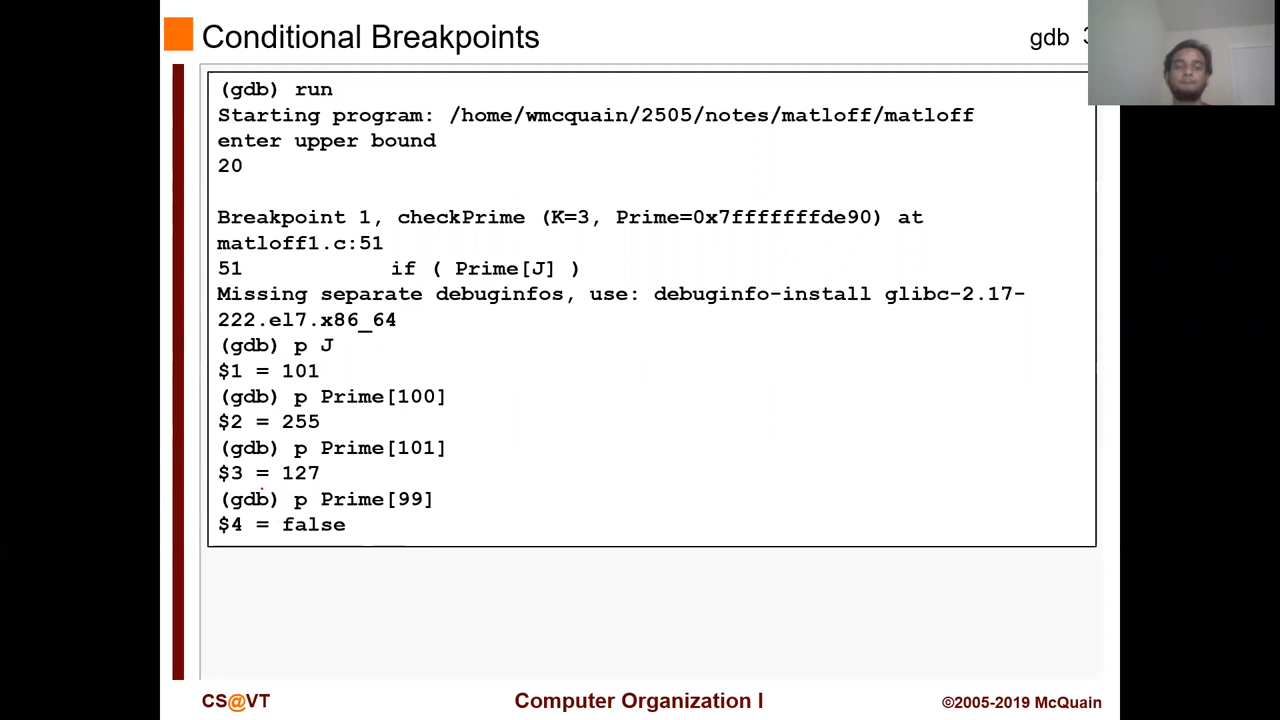 Conditional Breakpoints
gdb
(gdb) run
Starting program: /home/wmcquain/2505/notes/matloff/matloff
enter upper bound
20
Breakpoint 1, checkPrime (K=3, Prime=0x7fffffffde90) at
matloff1.c:51
51 if ( Prime[J] )
Missing separate debuginfos, use: debuginfo-install glibc-2.17-
222.el7.x86_64
(gdb) p J
$1 = 101
(gdb) p Prime[100]
$2 = 255
(gdb) p Prime[101]
$3 = 127
(gdb) p Prime[99]
$4 = false
CS@VT
Computer Organization I
©2005-2019 McQuain